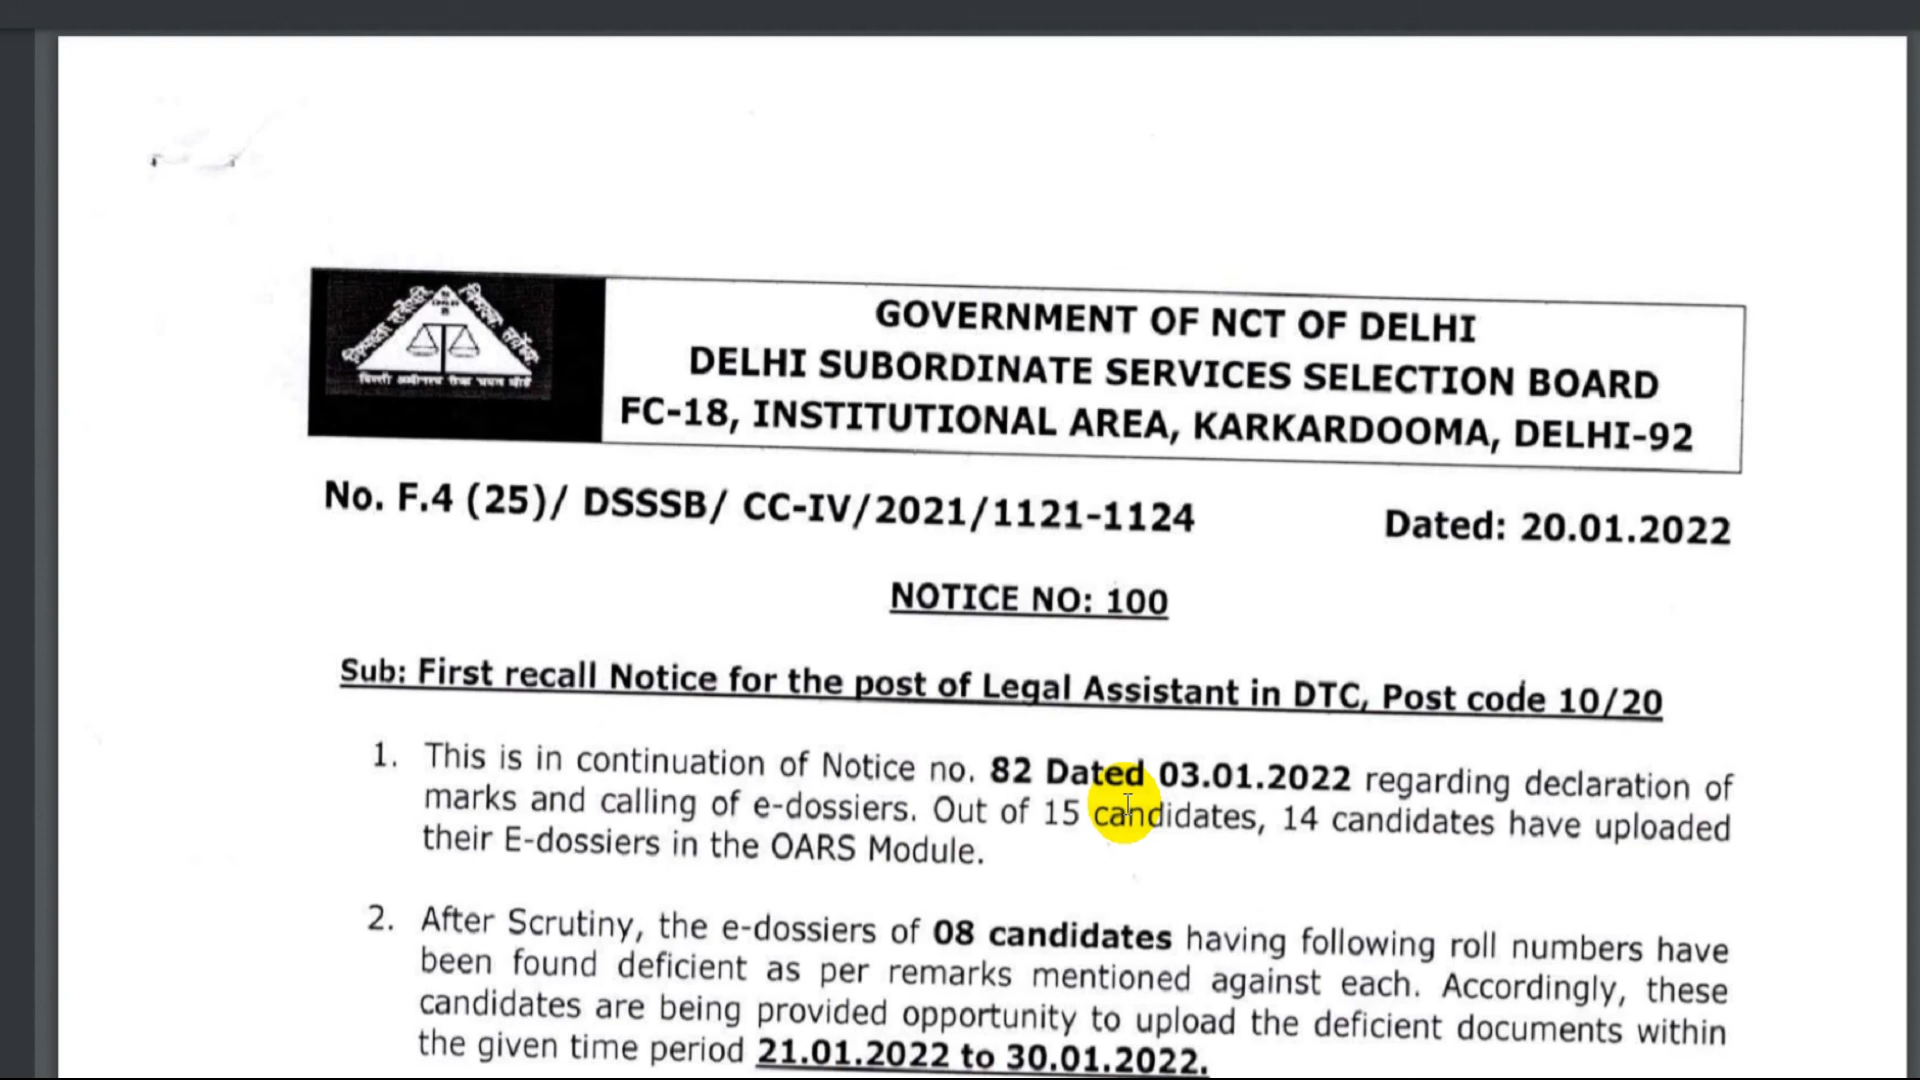 दिल्ली अधीनस्थ सेवा चयन बोर्ड
GOVERNMENT OF NCT OF DELHI
DELHI SUBORDINATE SERVICES SELECTION BOARD
FC-18, INSTITUTIONAL AREA, KARKARDOOMA, DELHI-92
No. F.4 (25)/ DSSSB/ CC-IV/2021/1121-1124 Dated: 20.01.2022
NOTICE NO: 100
Sub: First recall Notice for the post of Legal Assistant in DTC, Post code 10/20
1. This is in continuation of Notice no. 82 Dated 03.01.2022 regarding declaration of
marks and calling of e-dossiers. Out of 15 candidates, 14 candidates have uploaded
their E-dossiers in the OARS Module.
2. After Scrutiny, the e-dossiers of 08 candidates having following roll numbers have
been found deficient as per remarks mentioned against each. Accordingly, these
candidates are being provided opportunity to upload the deficient documents within
the given time period 21.01.2022 to 30.01.2022.